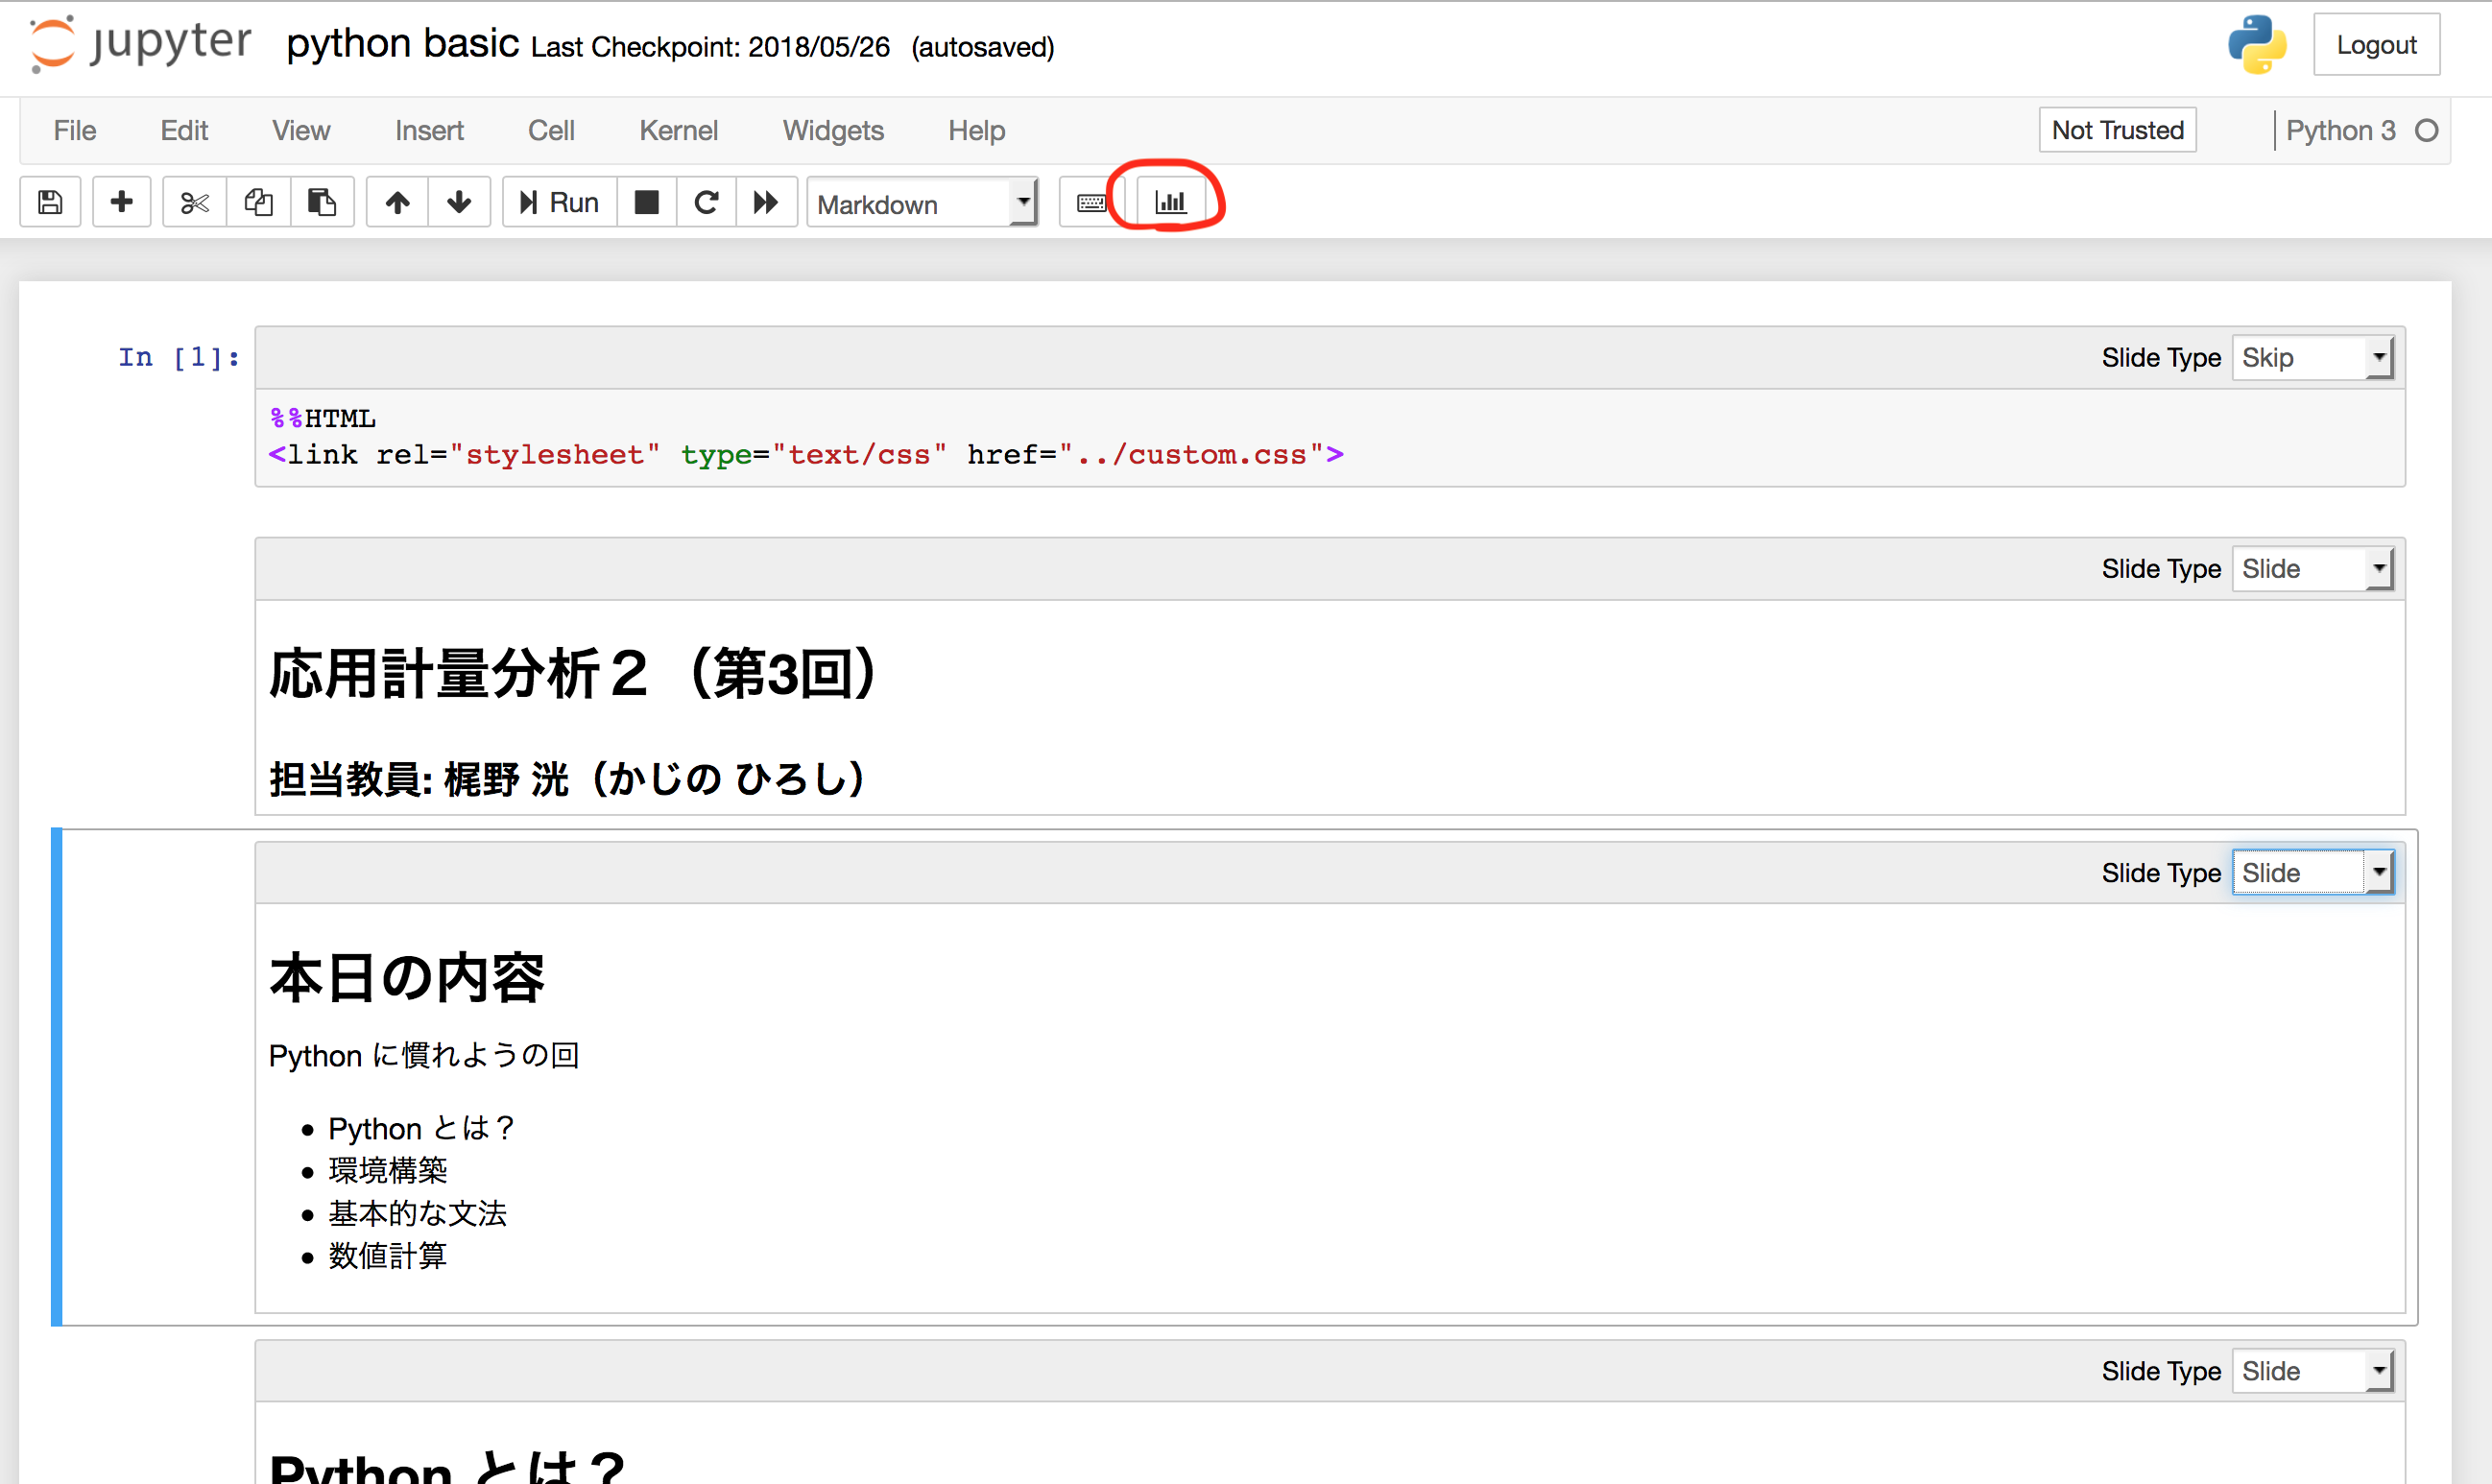 jupyter python basic Last Checkpoint: 2018/05/26 (autosaved) Logout
File Edit View Insert Cell Kernel Widgets Help Not Trusted Python 3
Run Markdown
In [1]: Slide Type Skip
%%HTML
<link rel="stylesheet" type="text/css" href="../custom.css">
Slide Type Slide
応用計量分析２（第3回）
担当教員: 梶野 洸（かじの ひろし）
Slide Type Slide
本日の内容
Python に慣れようの回
Python とは？
環境構築
基本的な文法
数値計算
Slide Type Slide
Python とは？